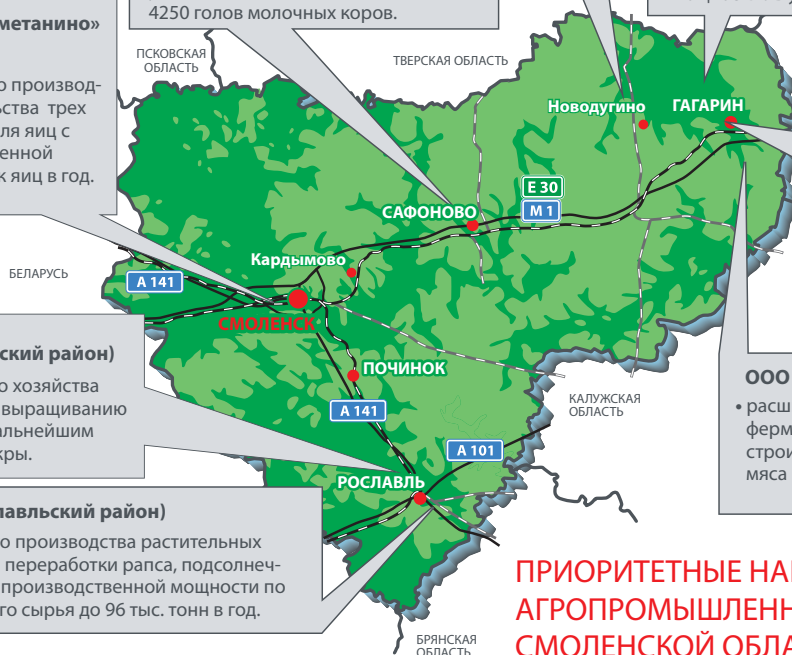 4250 голов молочных коров.
метанино»
о производ-
ьства трех
ля яиц с
енной
к яиц в год.
ПСКОВСКАЯ
ОБЛАСТЬ
ТВЕРСКАЯ ОБЛАСТЬ
Новодугино
ГАГАРИН
E 30
M 1
САФОНОВО
Кардымово
БЕЛАРУСЬ
A 141
СМОЛЕНСК
ский район)
о хозяйства
выращиванию
альнейшим
кры.
ПОЧИНОК
A 141
КАЛУЖСКАЯ
ОБЛАСТЬ
ООО
• расш
ферм
строи
мяса
A 101
РОСЛАВЛЬ
лавльский район)
о производства растительных
переработки рапса, подсолнеч-
производственной мощности по
го сырья до 96 тыс. тонн в год.
ПРИОРИТЕТНЫЕ НА
АГРОПРОМЫШЛЕНН
СМОЛЕНСКОЙ ОБЛА
БРЯНСКАЯ
ОБЛАСТЬ